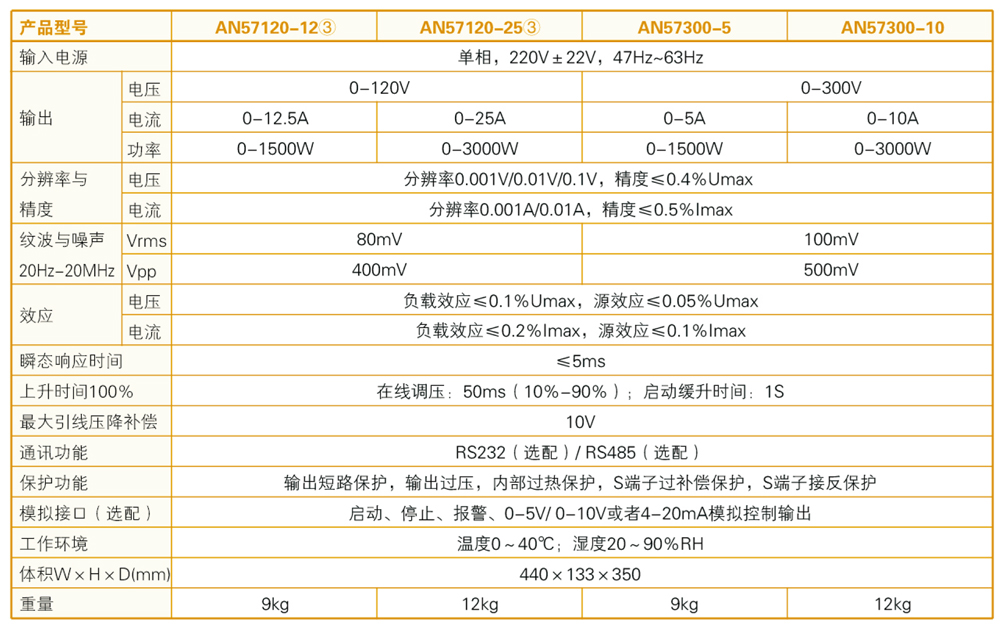 产品型号 AN57120-12③ AN57120-25③ AN57300-5 AN57300-10
输入电源 单相，220V±22V，47Hz~63Hz
输出 电压 0-120V 0-300V
电流 0-12.5A 0-25A 0-5A 0-10A
功率 0-1500W 0-3000W 0-1500W 0-3000W
分辨率与 电压 分辨率0.001V/0.01V/0.1V，精度≤0.4%Umax
精度 电流 分辨率0.001A/0.01A，精度≤0.5%Imax
纹波与噪声 Vrms 80mV 100mV
20Hz-20MHz Vpp 400mV 500mV
效应 电压 负载效应≤0.1%Umax，源效应≤0.05%Umax
电流 负载效应≤0.2%Imax，源效应≤0.1%Imax
瞬态响应时间 ≤5ms
上升时间100% 在线调压：50ms（10%-90%）；启动缓升时间：1S
最大引线压降补偿 10V
通讯功能 RS232（选配）/ RS485（选配）
保护功能 输出短路保护，输出过压，内部过热保护，S端子过补偿保护，S端子接反保护
模拟接口（选配） 启动、停止、报警、0-5V/ 0-10V或者4-20mA模拟控制输出
工作环境 温度0～40℃；湿度20～90%RH
体积W×H×D(mm) 440×133×350
重量 9kg 12kg 9kg 12kg